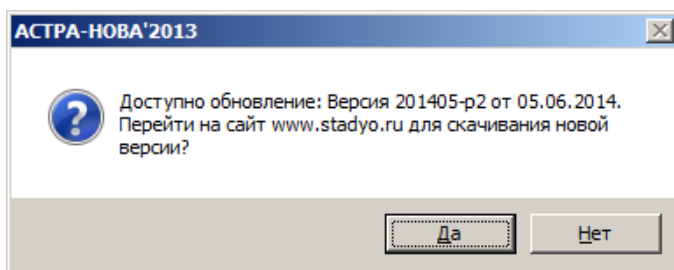 АСТРА-НОВА'2013
Доступно обновление: Версия 201405-p2 от 05.06.2014.
Перейти на сайт www.stadyo.ru для скачивания новой
версии?
Да
Нет